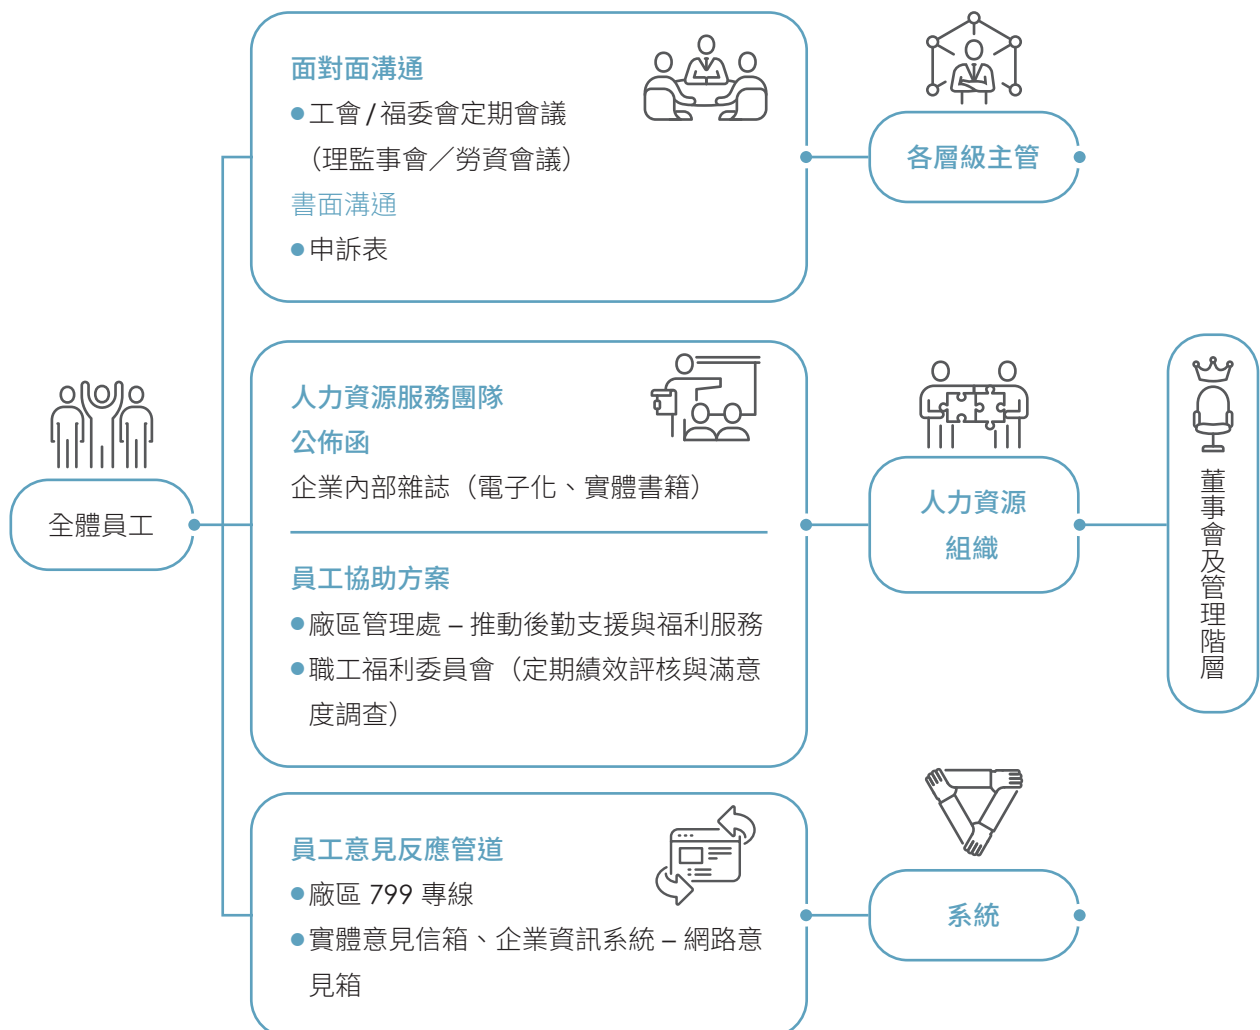 全體員工
面對面溝通
●工會/福委會定期會議
（理監事會／勞資會議）
書面溝通
●申訴表
各層級主管
人力資源服務團隊
公佈函
企業內部雜誌（電子化、實體書籍）
員工協助方案
●廠區管理處 – 推動後勤支援與福利服務
●職工福利委員會（定期績效評核與滿意
度調查）
人力資源
組織
董事會及管理階層
員工意見反應管道
●廠區 799 專線
●實體意見信箱、企業資訊系統 – 網路意
見箱
系統